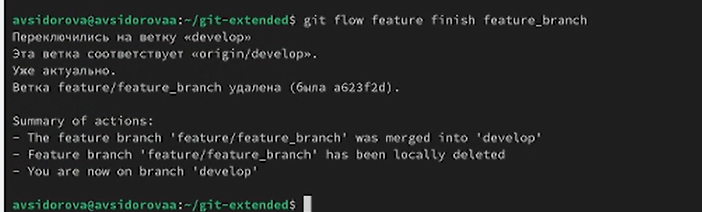 avsidorova@avsidorovaa:~/git-extended$ git flow feature finish feature_branch
Переключились на ветку «develop»
Эта ветка соответствует «origin/develop».
Уже актуально.
Ветка feature/feature_branch удалена (была a623f2d).
Summary of actions:
- The feature branch 'feature/feature_branch' was merged into 'develop'
- Feature branch 'feature/feature_branch' has been locally deleted
- You are now on branch 'develop'
avsidorova@avsidorovaa:~/git-extended$